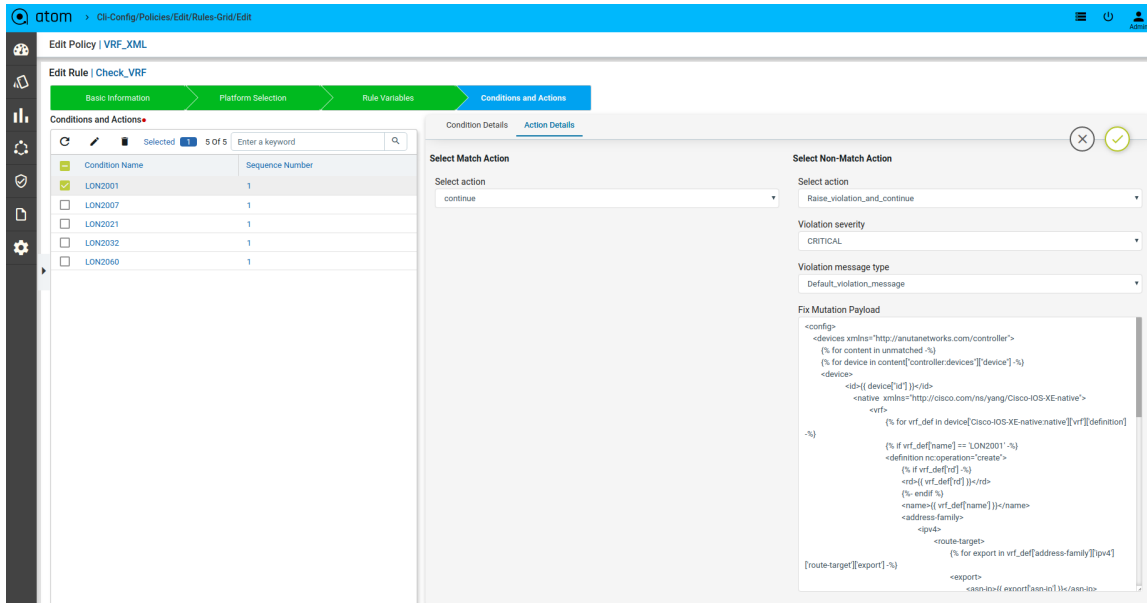 atom > Cli-Config/Policies/Edit/Rules-Grid/Edit
Admin
Edit Policy | VRF_XML
Edit Rule | Check_VRF
Basic Information
Platform Selection
Rule Variables
Conditions and Actions
Conditions and Actions
Selected 1 5 Of 5 Enter a keyword
Condition Name Sequence Number
LON2001 1
LON2007 1
LON2021 1
LON2032 1
LON2060 1
Condition Details Action Details
Select Match Action
Select action
continue
Select Non-Match Action
Select action
Raise_violation_and_continue
Violation severity
CRITICAL
Violation message type
Default_violation_message
Fix Mutation Payload
<config>
<devices xmlns="http://anutanetworks.com/controller">
{% for content in unmatched -%}
{% for device in content["controller:devices"]["device"] -%}
<device>
<id>{{ device["id"] }}</id>
<native xmlns="http://cisco.com/ns/yang/Cisco-IOS-XE-native">
<vrf>
{% for vrf_def in device['Cisco-IOS-XE-native:native']['vrf']['definition']
-%}
{% if vrf_def['name'] == 'LON2001' -%}
<definition nc:operation="create">
{% if vrf_def['rd'] -%}
<rd>{{ vrf_def['rd'] }}</rd>
{%- endif %}
<name>{{ vrf_def['name'] }}</name>
<address-family>
<ipv4>
<route-target>
{% for export in vrf_def['address-family']['ipv4']
['route-target']['export'] -%}
<export>
<asn-ip>{{ export['asn-ip'] }}</asn-ip>